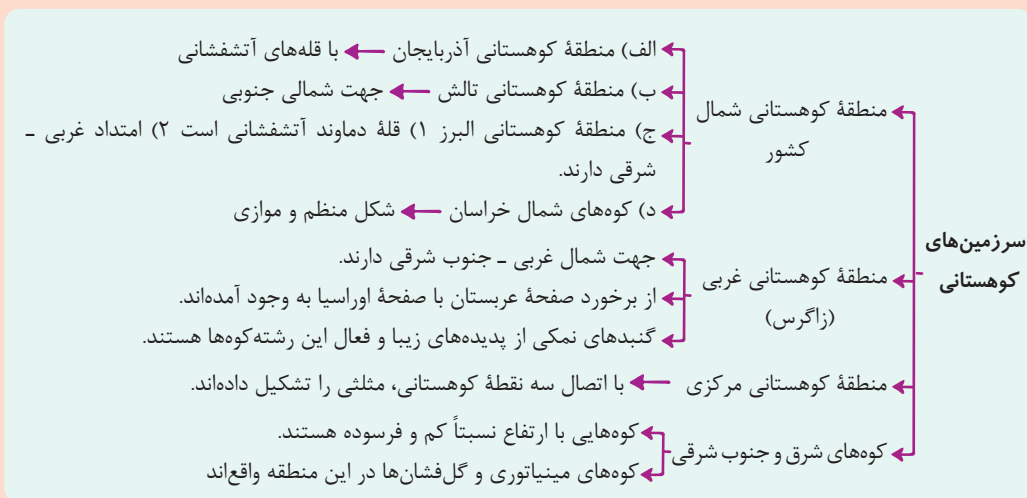 سرزمین‌های
کوهستانی
منطقهٔ کوهستانی شمال
کشور
الف) منطقهٔ کوهستانی آذربایجان ← با قله‌های آتشفشانی
ب) منطقهٔ کوهستانی تالش ← جهت شمالی جنوبی
ج) منطقهٔ کوهستانی البرز ۱) قلهٔ دماوند آتشفشانی است ۲) امتداد غربی ـ
شرقی دارند.
د) کوه‌های شمال خراسان ← شکل منظم و موازی
منطقهٔ کوهستانی غربی
(زاگرس)
جهت شمال غربی ـ جنوب شرقی دارند.
از برخورد صفحهٔ عربستان با صفحهٔ اوراسیا به وجود آمده‌اند.
گنبدهای نمکی از پدیده‌های زیبا و فعال این رشته‌کوه‌ها هستند.
منطقهٔ کوهستانی مرکزی ← با اتصال سه نقطهٔ کوهستانی، مثلثی را تشکیل داده‌اند.
کوه‌های شرق و جنوب شرقی
کوه‌هایی با ارتفاع نسبتاً کم و فرسوده هستند.
کوه‌های مینیاتوری و گل‌فشان‌ها در این منطقه واقع‌اند